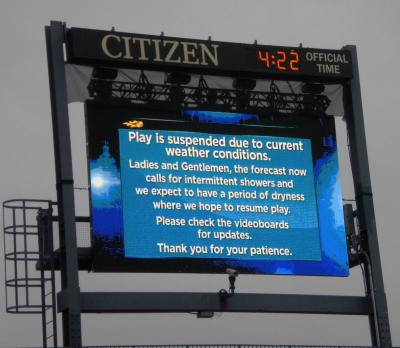 CITIZEN
4:22
OFFICIAL
TIME
Play is suspended due to current
weather conditions.
Ladies and Gentlemen, the forecast now
calls for intermittent showers and
we expect to have a period of dryness
where we hope to resume play.
Please check the videoboards
for updates.
Thank you for your patience.